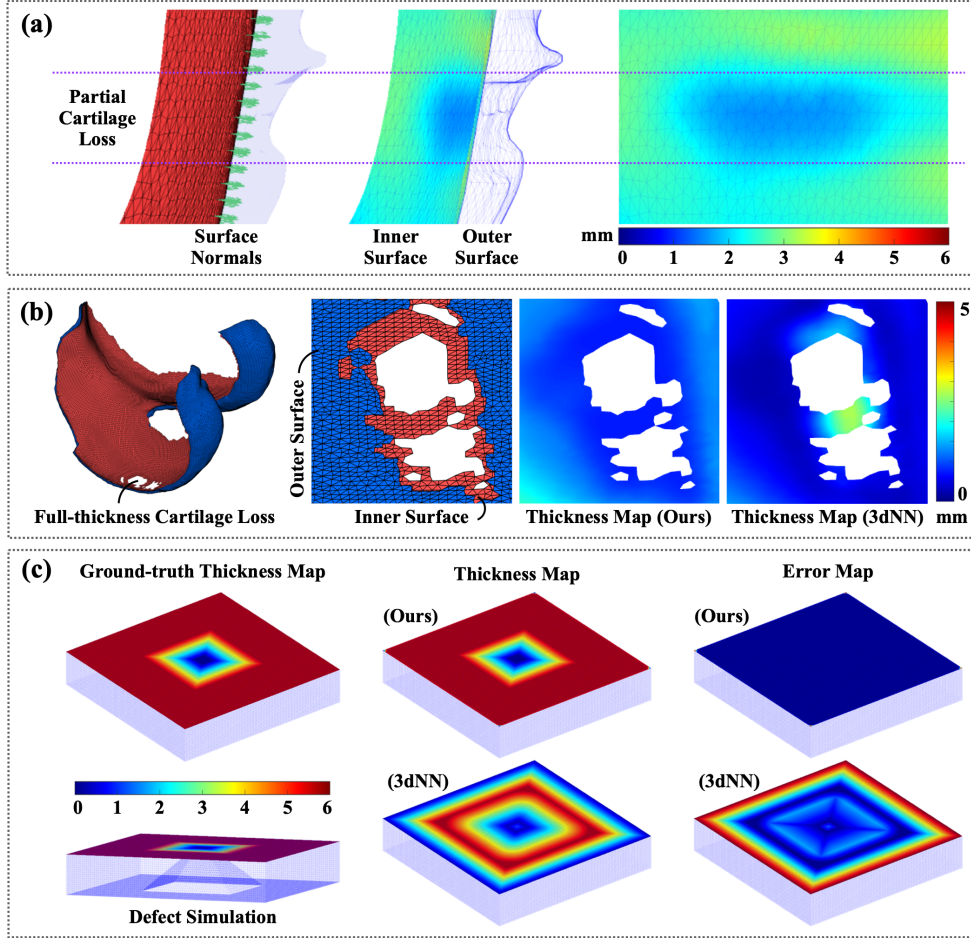 (a)
Partial
Cartilage
Loss
Surface
Normals
Inner
Surface
Outer
Surface
mm
0 1 2 3 4 5 6
(b)
Full-thickness Cartilage Loss
Outer Surface
Inner Surface
Thickness Map (Ours)
Thickness Map (3dNN)
5
0
mm
(c)
Ground-truth Thickness Map
Thickness Map
Error Map
(Ours)
(Ours)
0 1 2 3 4 5 6
(3dNN)
(3dNN)
Defect Simulation